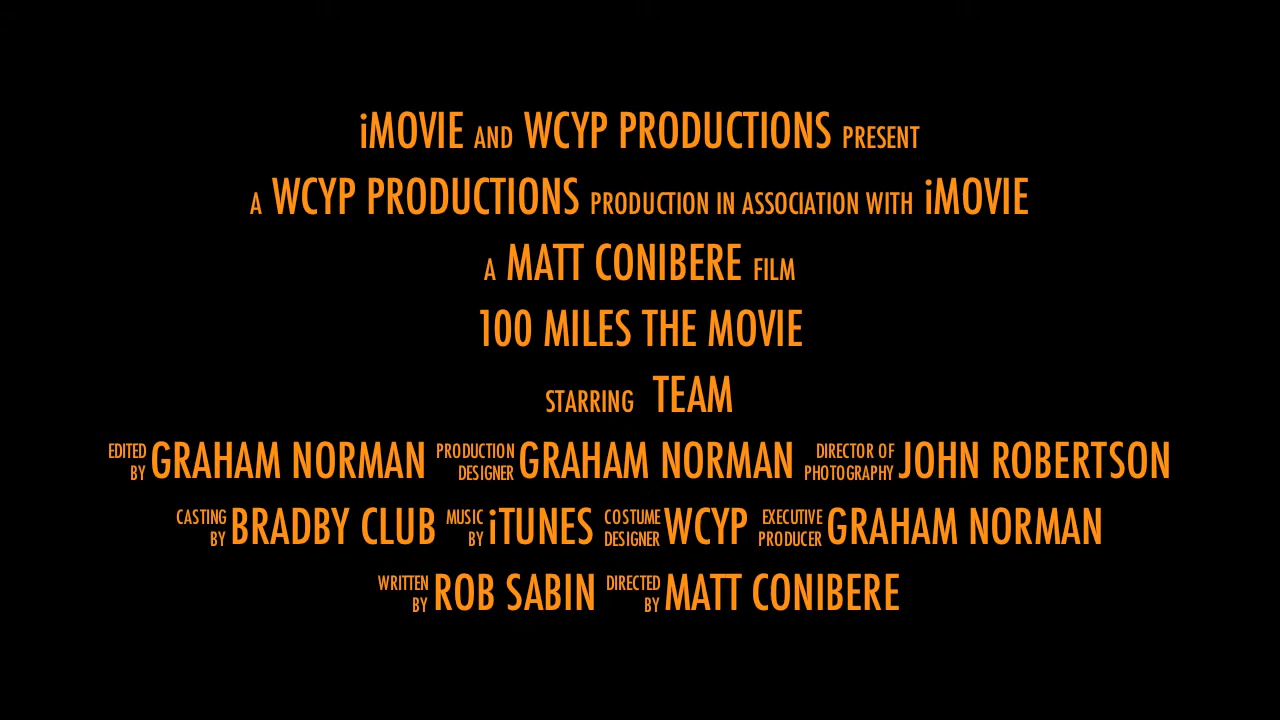 iMOVIE AND WCYP PRODUCTIONS PRESENT
A WCYP PRODUCTIONS PRODUCTION IN ASSOCIATION WITH iMOVIE
A MATT CONIBERE FILM
100 MILES THE MOVIE
STARRING TEAM
EDITED BY GRAHAM NORMAN PRODUCTION DESIGNER GRAHAM NORMAN DIRECTOR OF PHOTOGRAPHY JOHN ROBERTSON
CASTING BY BRADBY CLUB MUSIC BY iTUNES COSTUME DESIGNER WCYP EXECUTIVE PRODUCER GRAHAM NORMAN
WRITTEN BY ROB SABIN DIRECTED BY MATT CONIBERE